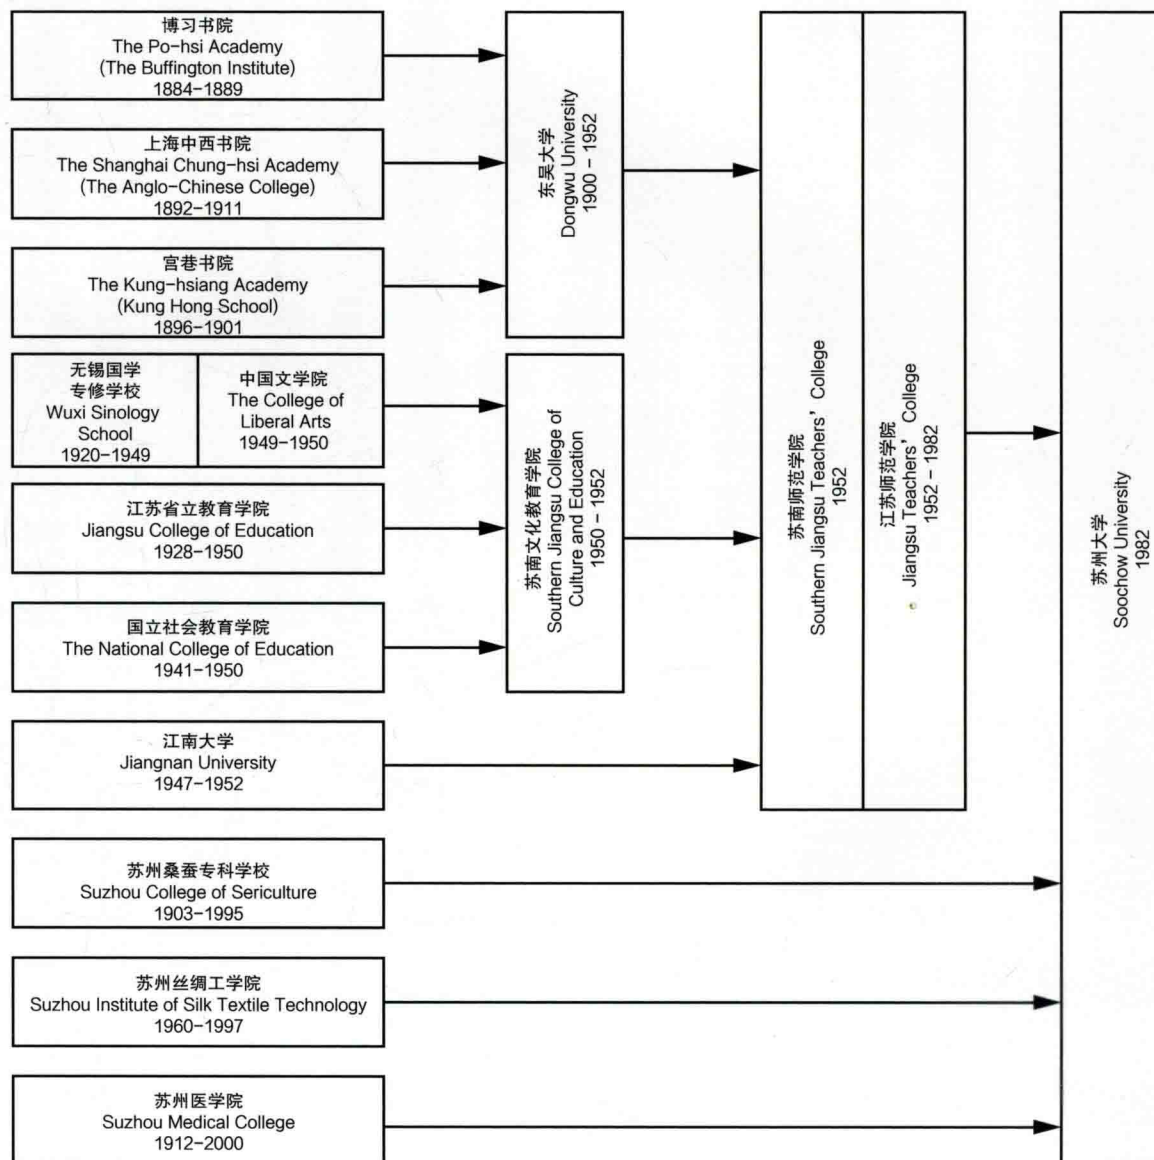 博习书院
The Po-hsi Academy
(The Buffington Institute)
1884-1889
上海中西书院
The Shanghai Chung-hsi Academy
(The Anglo-Chinese College)
1892-1911
宫巷书院
The Kung-hsiang Academy
(Kung Hong School)
1896-1901
无锡国学
专修学校
Wuxi Sinology
School
1920-1949
中国文学院
The College of
Liberal Arts
1949-1950
江苏省立教育学院
Jiangsu College of Education
1928-1950
国立社会教育学院
The National College of Education
1941-1950
江南大学
Jiangnan University
1947-1952
苏州桑蚕专科学校
Suzhou College of Sericulture
1903-1995
苏州丝绸工学院
Suzhou Institute of Silk Textile Technology
1960-1997
苏州医学院
Suzhou Medical College
1912-2000
东吴大学
Dongwu University
1900-1952
苏南文化教育学院
Southern Jiangsu College of
Culture and Education
1950-1952
苏南师范学院
Southern Jiangsu Teachers' College
1952
江苏师范学院
Jiangsu Teachers' College
1952-1982
苏州大学
Soochow University
1982